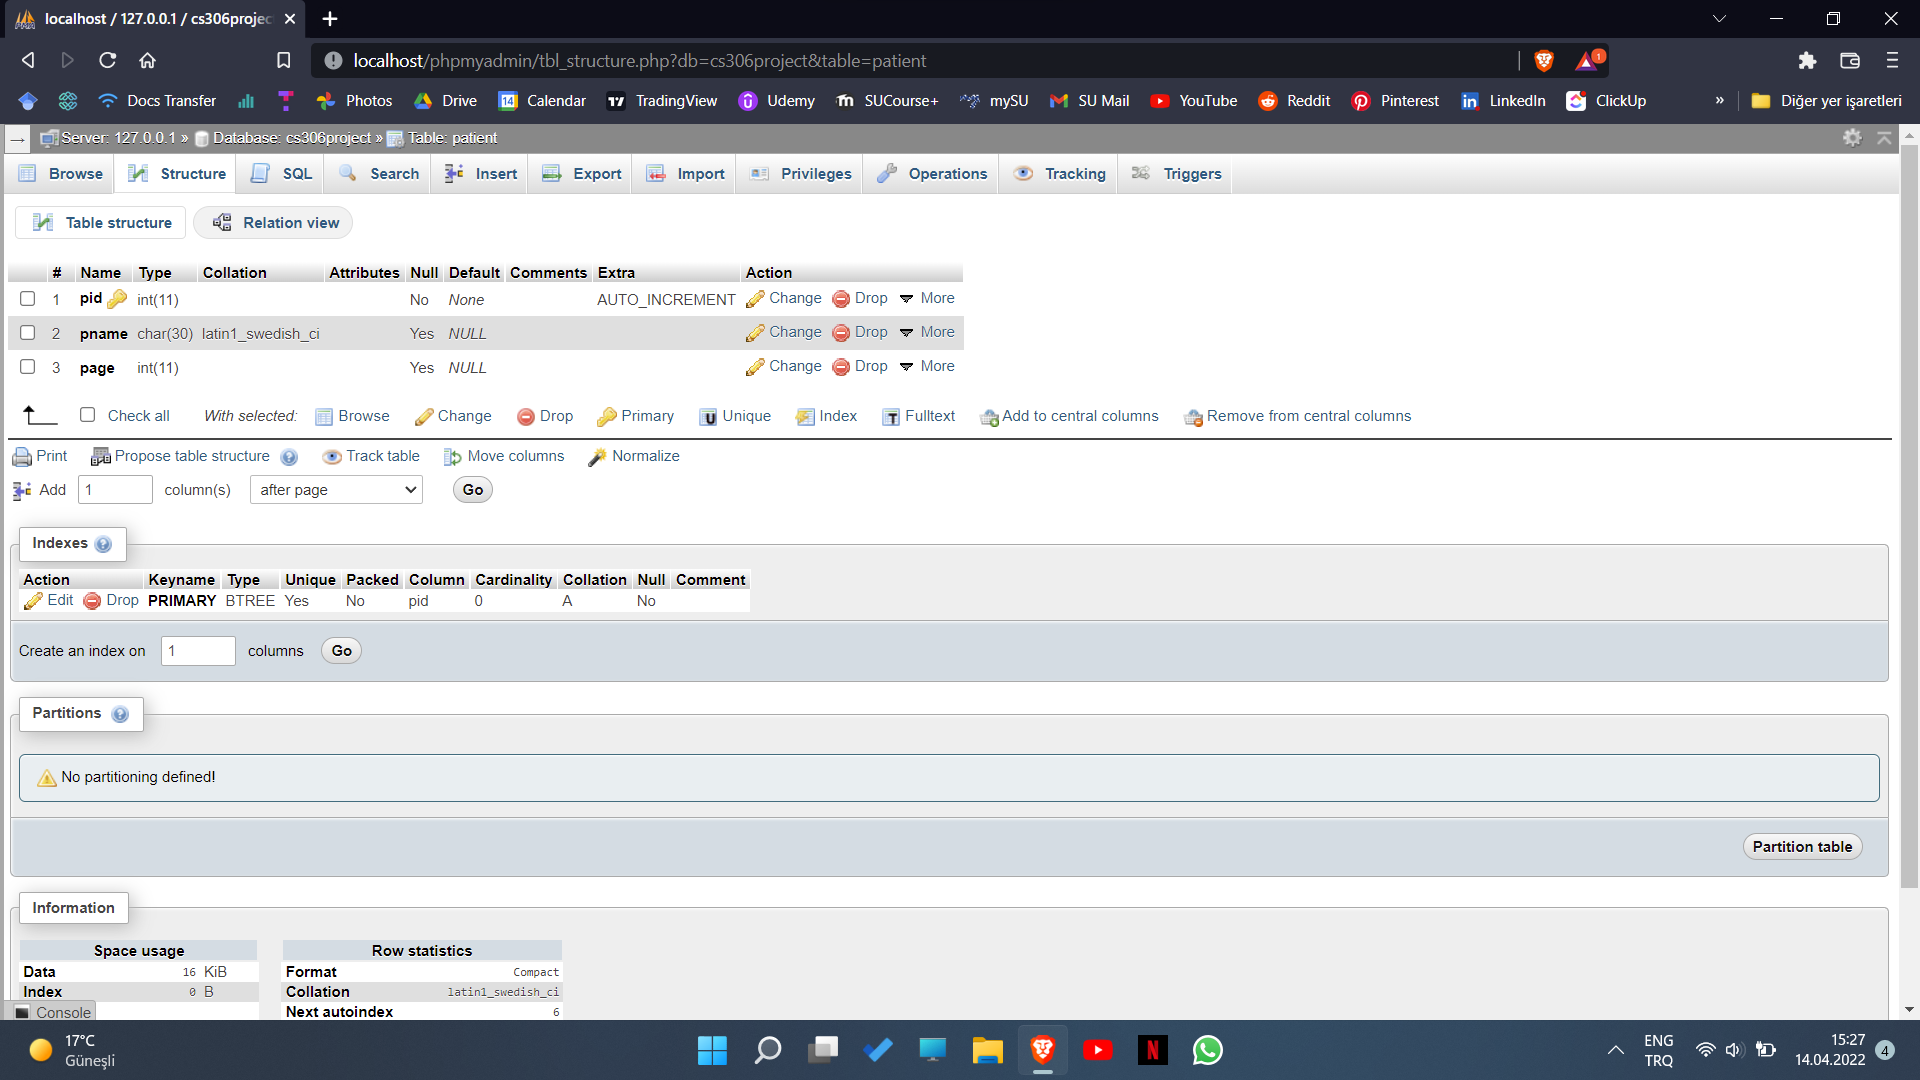 localhost / 127.0.0.1 / cs306projec
localhost/phpmyadmin/tbl_structure.php?db=cs306project&table=patient
1
Docs Transfer Photos Drive 14 Calendar TradingView Udemy SUCourse+ mySU SU Mail YouTube Reddit Pinterest LinkedIn ClickUp » Diğer yer işaretleri
Server: 127.0.0.1 » Database: cs306project » Table: patient
Browse Structure SQL Search Insert Export Import Privileges Operations Tracking Triggers
Table structure Relation view
# Name Type Collation Attributes Null Default Comments Extra Action
1 pid int(11) No None AUTO_INCREMENT Change Drop More
2 pname char(30) latin1_swedish_ci Yes NULL Change Drop More
3 page int(11) Yes NULL Change Drop More
Check all With selected: Browse Change Drop Primary Unique Index Fulltext Add to central columns Remove from central columns
Print Propose table structure Track table Move columns Normalize
Add 1 column(s) after page Go
Indexes
Action Keyname Type Unique Packed Column Cardinality Collation Null Comment
Edit Drop PRIMARY BTREE Yes No pid 0 A No
Create an index on 1 columns Go
Partitions
No partitioning defined!
Partition table
Information
Space usage
Data 16 KiB
Index 0 B
Row statistics
Format Compact
Collation latin1_swedish_ci
Next autoindex 6
Console
17°C
Güneşli
ENG
TRQ
15:27
14.04.2022
4